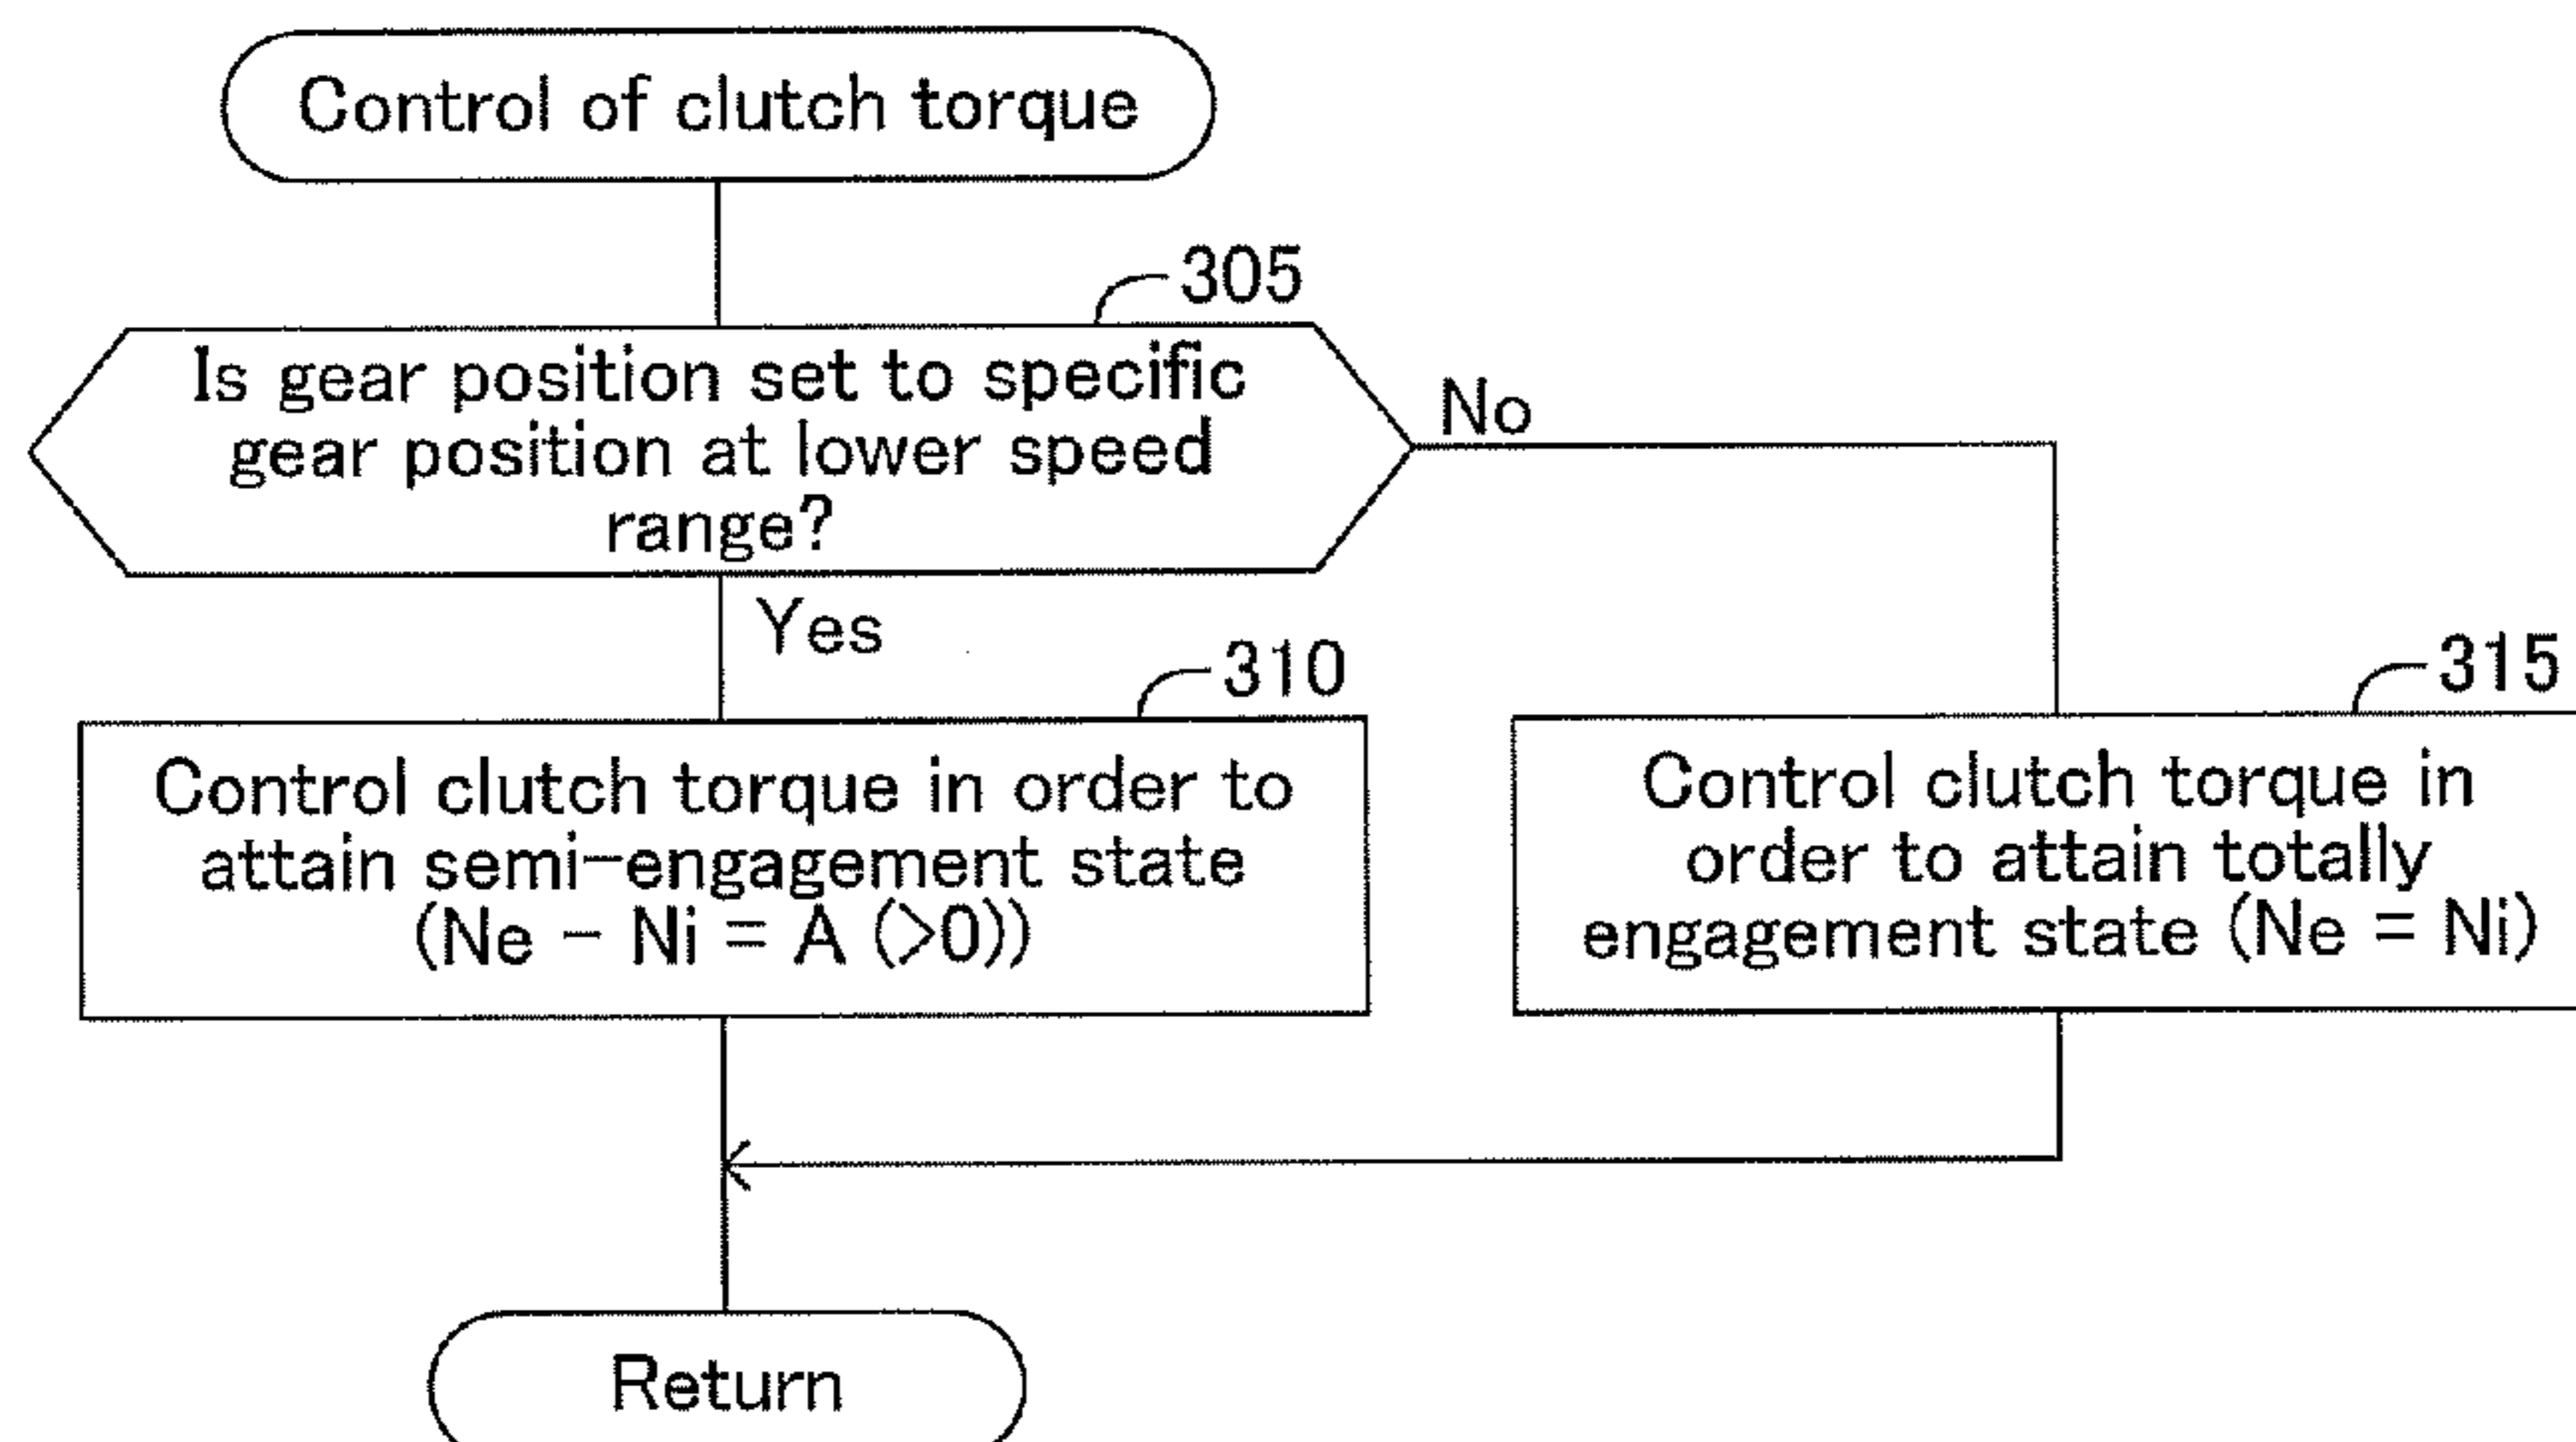 Control of clutch torque
305
Is gear position set to specific
gear position at lower speed
range?
No
Yes
310
Control clutch torque in order to
attain semi-engagement state
(Ne - Ni = A (>0))
315
Control clutch torque in
order to attain totally
engagement state (Ne = Ni)
Return